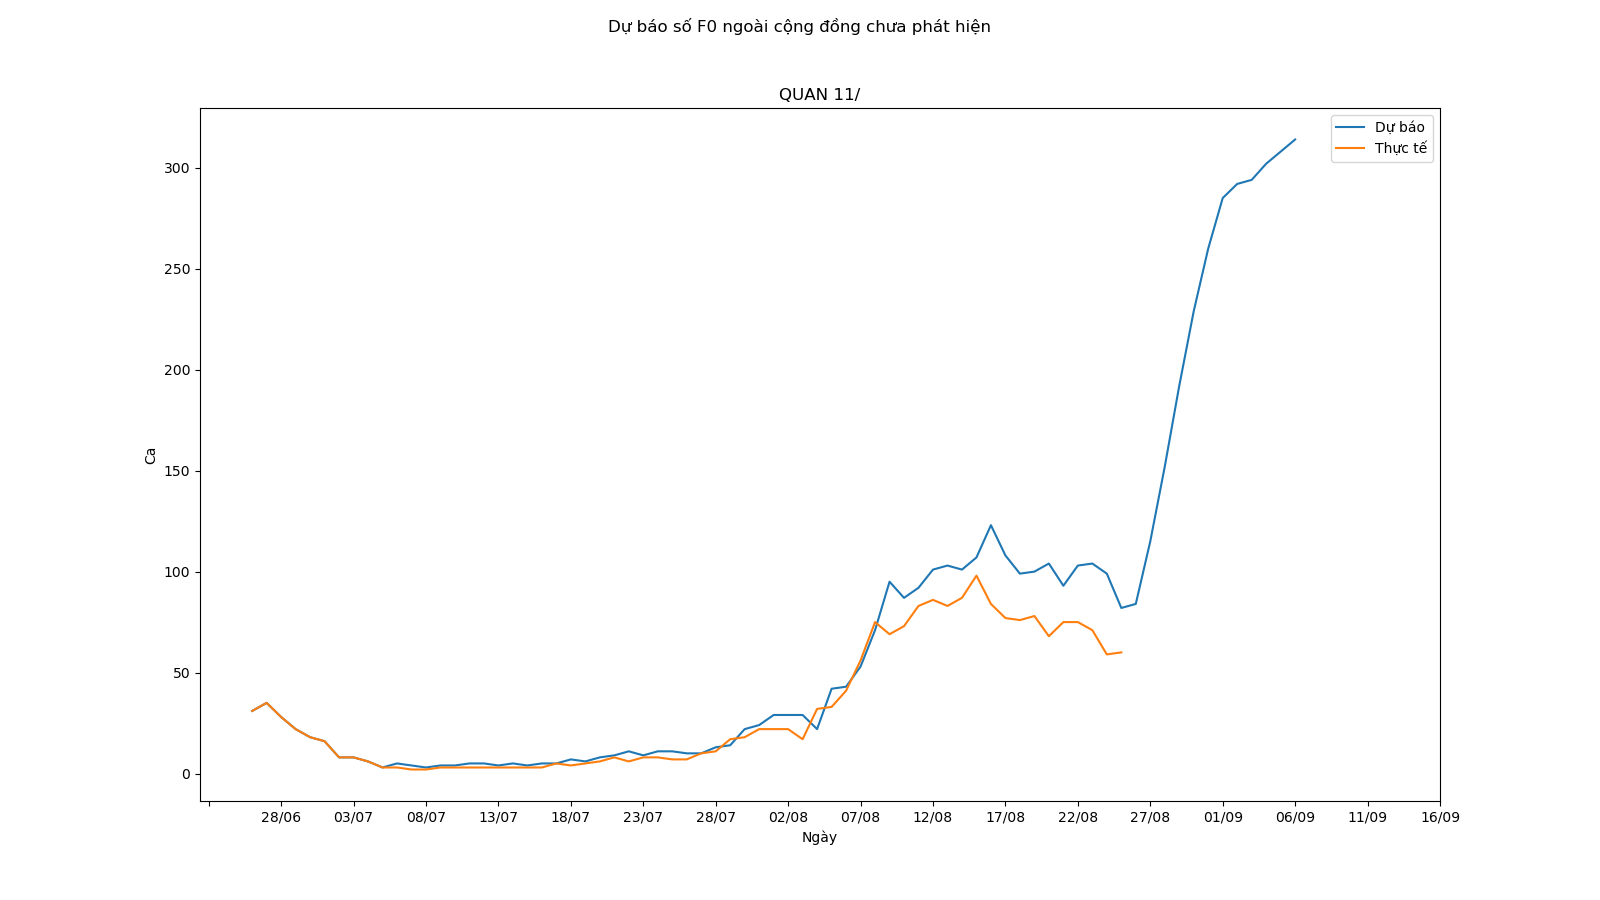 Dự báo số F0 ngoài cộng đồng chưa phát hiện
QUAN 11/
Dự báo
Thực tế
300
250
200
150
100
50
0
Ca
28/06 03/07 08/07 13/07 18/07 23/07 28/07 02/08 07/08 12/08 17/08 22/08 27/08 01/09 06/09 11/09 16/09
Ngày